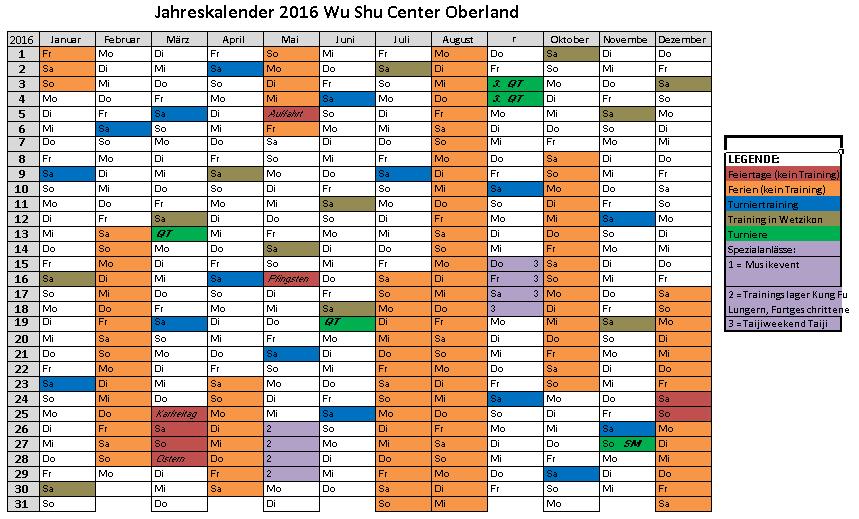 Jahreskalender 2016 Wu Shu Center Oberland
2016 Januar Februar März April Mai Juni Juli August r Oktober Novembe Dezember
1 Fr Mo Di Fr So Mi Fr Mo Do Sa Di Do
2 Sa Di Mi Sa Mo Do Sa Di Fr So Mi Fr
3 So Mi Do So Di Fr So Mi 3. QT Mo Do Sa
4 Mo Do Fr Mo Mi Sa Mo Do 3. QT Di Fr So
5 Di Fr Sa Di Auffahrt So Di Fr Mo Mi Sa Mo
6 Mi Sa So Mi Fr Mo Mi Sa Di Do So Di
7 Do So Mo Do Sa Di Do So Mi Fr Mo Mi
8 Fr Mo Di Fr So Mi Fr Mo Do Sa Di Do
9 Sa Di Mi Sa Mo Do Sa Di Fr So Mi Fr
10 So Mi Do So Di Fr So Mi Sa Mo Do Sa
11 Mo Do Fr Mo Mi Sa Mo Do So Di Fr So
12 Di Fr Sa Di Do So Di Fr Mo Mi Sa Mo
13 Mi Sa QT Mi Fr Mo Mi Sa Di Do So Di
14 Do So Mo Do Sa Di Do So Mi Fr Mo Mi
15 Fr Mo Di Fr So Mi Fr Mo Do 3 Sa Di Do
16 Sa Di Mi Sa Pfingsten Do Sa Di Fr 3 So Mi Fr
17 So Mi Do So Di Fr So Mi Sa 3 Mo Do Sa
18 Mo Do Fr Mo Mi Sa Mo Do 3 Di Fr So
19 Di Fr Sa Di Do QT Di Fr Mo Mi Sa Mo
20 Mi Sa So Mi Fr Mo Mi Sa Di Do So Di
21 Do So Mo Do Sa Di Do So Mi Fr Mo Mi
22 Fr Mo Di Fr So Mi Fr Mo Do Sa Di Do
23 Sa Di Mi Sa Mo Do Sa Di Fr So Mi Fr
24 So Mi Do So Di Fr So Mi Sa Mo Do Sa
25 Mo Do Karfreitag Mo Mi Sa Mo Do So Di Fr So
26 Di Fr Sa Di 2 So Di Fr Mo Mi Sa Mo
27 Mi Sa So Mi 2 Mo Mi Sa Di Do So SM Di
28 Do So Ostern Do 2 Di Do So Mi Fr Mo Mi
29 Fr Mo Di Fr 2 Mi Fr Mo Do Sa Di Do
30 Sa Mi Sa Mo Do Sa Di Fr So Mi Fr
31 So Do Di So Mi Mo Sa
LEGENDE:
Feiertage (kein Training)
Ferien (kein Training)
Turniertraining
Training in Wetzikon
Turniere
Spezialanlässe:
1 = Musikevent
2 = Trainingslager Kung Fu
Lungern, Fortgeschrittene
3 = Taijiweekend Taiji